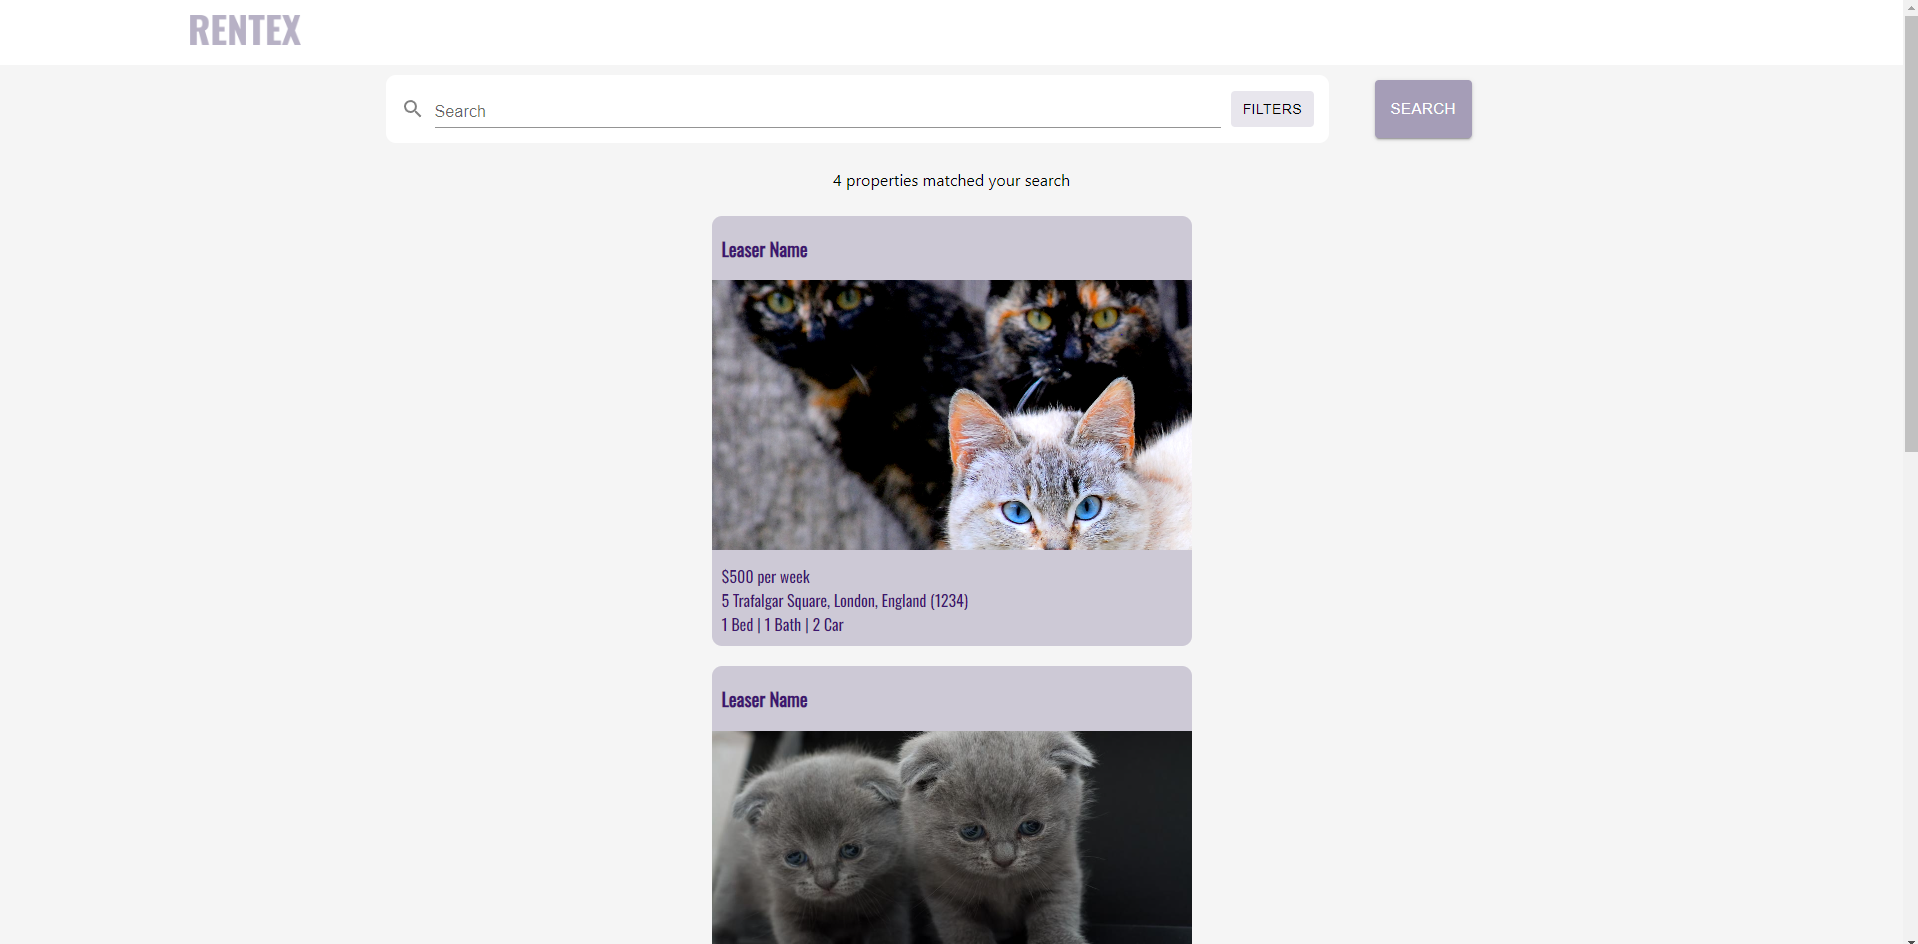 RENTEX
Search
FILTERS
SEARCH
4 properties matched your search
Leaser Name
$500 per week
5 Trafalgar Square, London, England (1234)
1 Bed | 1 Bath | 2 Car
Leaser Name